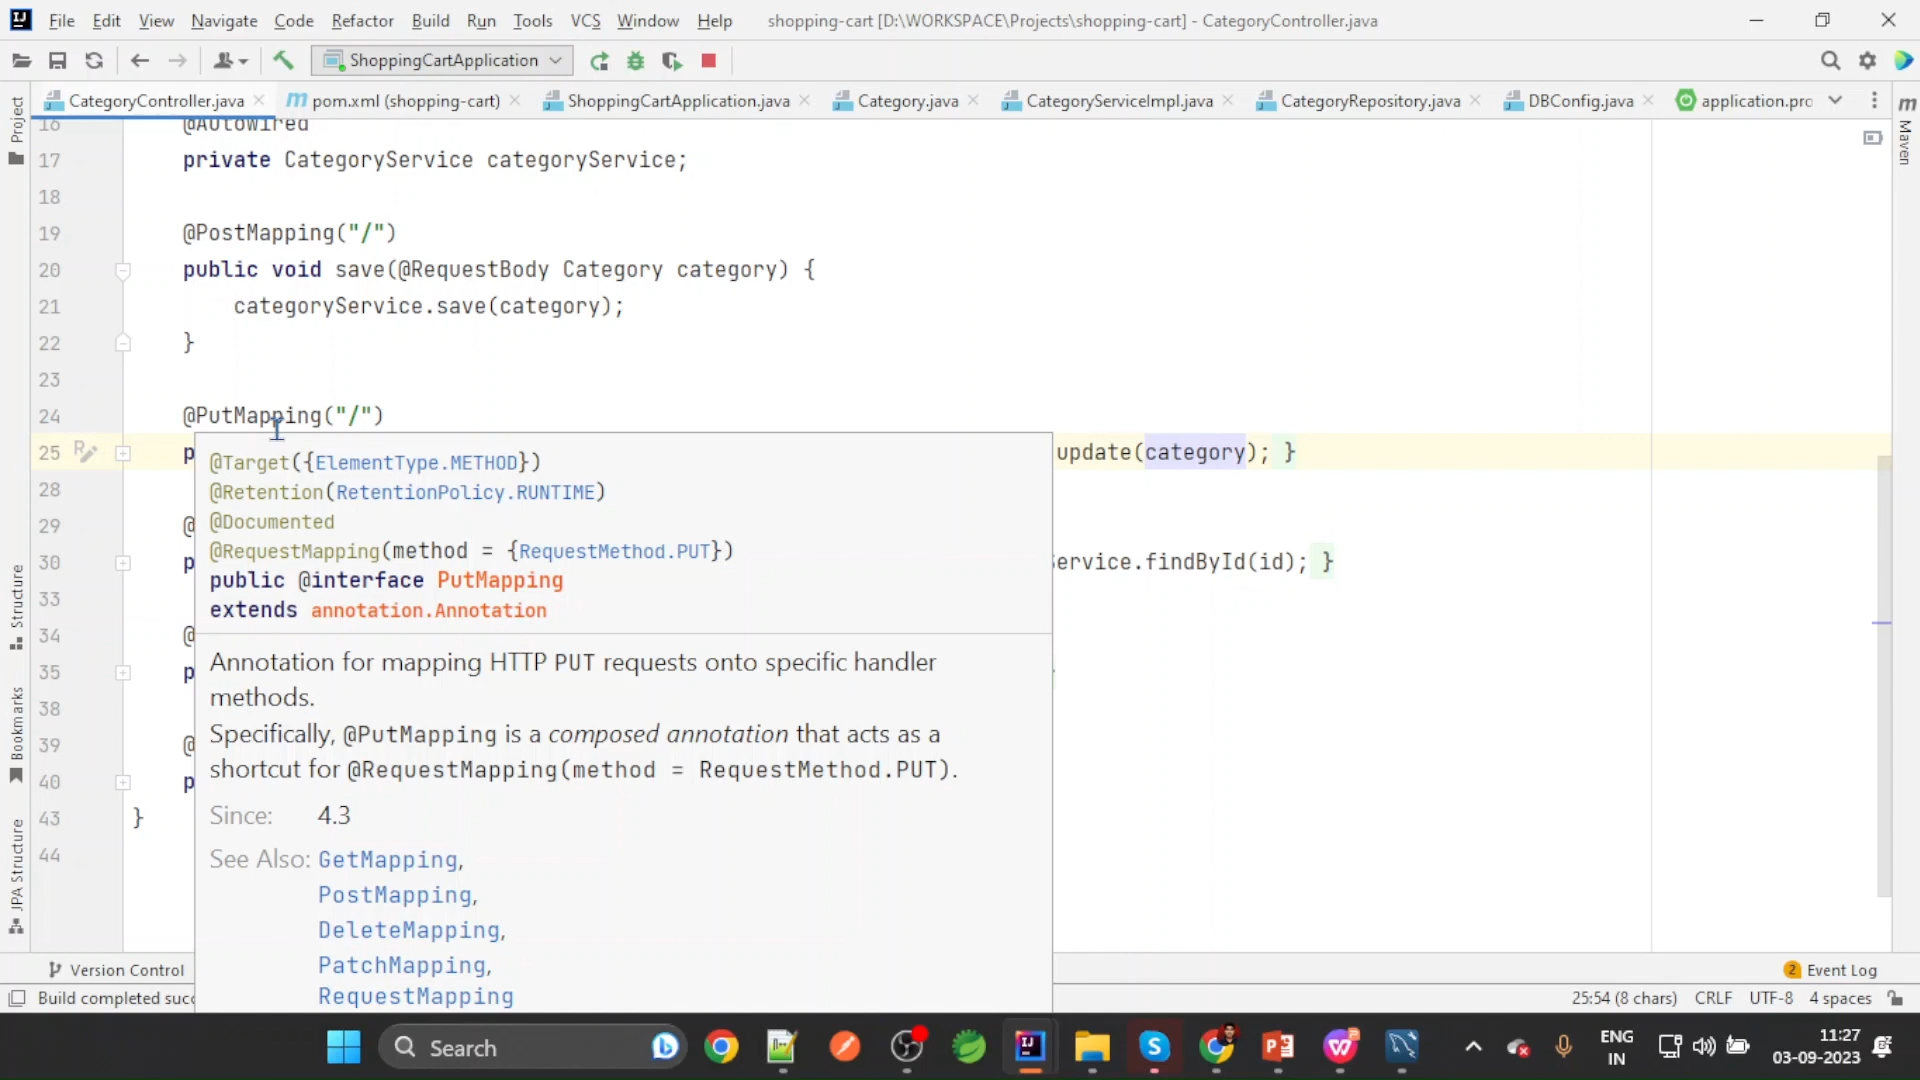 File Edit View Navigate Code Refactor Build Run Tools VCS Window Help shopping-cart [D:\WORKSPACE\Projects\shopping-cart] - CategoryController.java
ShoppingCartApplication
CategoryController.java pom.xml (shopping-cart) ShoppingCartApplication.java Category.java CategoryServiceImpl.java CategoryRepository.java DBConfig.java application.pro
Project
Structure
Bookmarks
JPA Structure
Maven
16 @Autowired
17 private CategoryService categoryService;
18
19 @PostMapping("/")
20 public void save(@RequestBody Category category) {
21 categoryService.save(category);
22 }
23
24 @PutMapping("/")
25 p update(category); }
28
29 @
30 p Service.findById(id); }
33
34 @
35 p
38
39 @
40 p
43 }
44
@Target({ElementType.METHOD})
@Retention(RetentionPolicy.RUNTIME)
@Documented
@RequestMapping(method = {RequestMethod.PUT})
public @interface PutMapping
extends annotation.Annotation
Annotation for mapping HTTP PUT requests onto specific handler
methods.
Specifically, @PutMapping is a composed annotation that acts as a
shortcut for @RequestMapping(method = RequestMethod.PUT).
Since: 4.3
See Also: GetMapping,
PostMapping,
DeleteMapping,
PatchMapping,
RequestMapping
Version Control 2 Event Log
Build completed succ 25:54 (8 chars) CRLF UTF-8 4 spaces
Search
ENG
IN
11:27
03-09-2023